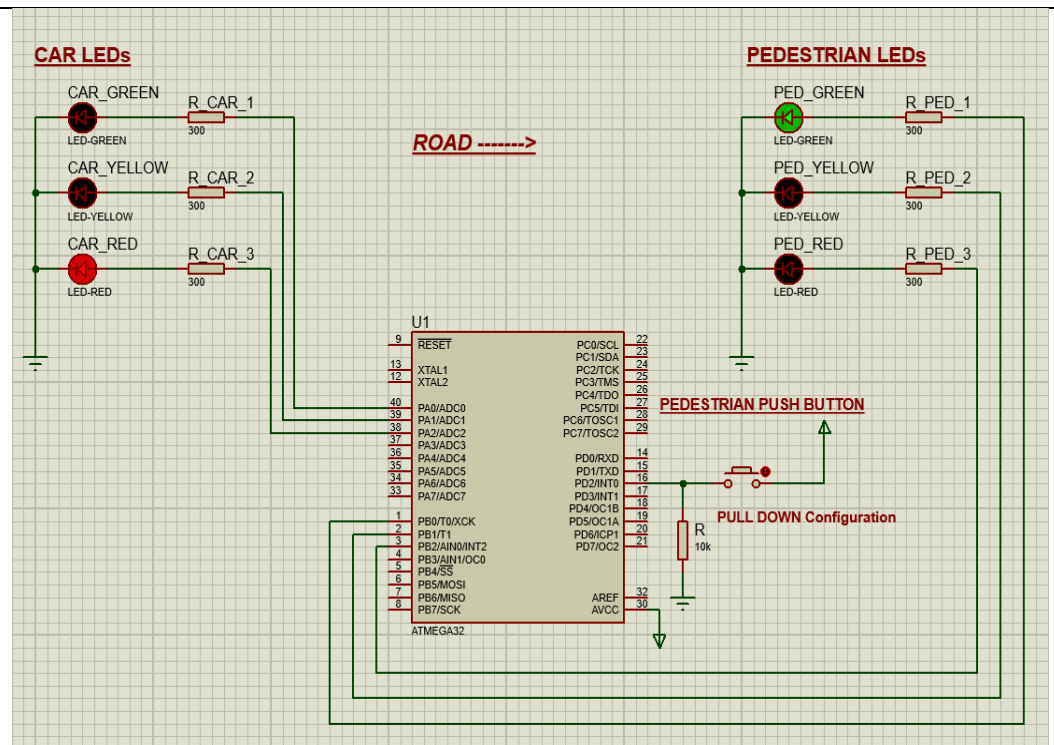 CAR LEDs
CAR_GREEN
R_CAR_1
300
LED-GREEN
CAR_YELLOW
R_CAR_2
300
LED-YELLOW
CAR_RED
R_CAR_3
300
LED-RED
ROAD ------->
PEDESTRIAN LEDs
PED_GREEN
R_PED_1
300
LED-GREEN
PED_YELLOW
R_PED_2
300
LED-YELLOW
PED_RED
R_PED_3
300
LED-RED
U1
9 RESET
13 XTAL1
12 XTAL2
40 PA0/ADC0
39 PA1/ADC1
38 PA2/ADC2
37 PA3/ADC3
36 PA4/ADC4
35 PA5/ADC5
34 PA6/ADC6
33 PA7/ADC7
1 PB0/T0/XCK
2 PB1/T1
3 PB2/AIN0/INT2
4 PB3/AIN1/OC0
5 PB4/SS
6 PB5/MOSI
7 PB6/MISO
8 PB7/SCK
PC0/SCL 22
PC1/SDA 23
PC2/TCK 24
PC3/TMS 25
PC4/TDO 26
PC5/TDI 27
PC6/TOSC1 28
PC7/TOSC2 29
PD0/RXD 14
PD1/TXD 15
PD2/INT0 16
PD3/INT1 17
PD4/OC1B 18
PD5/OC1A 19
PD6/ICP1 20
PD7/OC2 21
AREF 32
AVCC 30
ATMEGA32
PEDESTRIAN PUSH BUTTON
PULL DOWN Configuration
R
10k